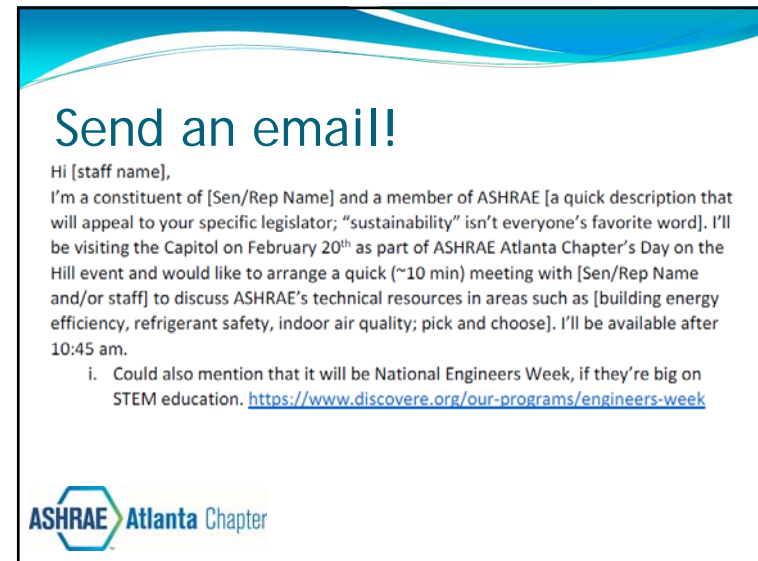 Send an email!
Hi [staff name],
I'm a constituent of [Sen/Rep Name] and a member of ASHRAE [a quick description that
will appeal to your specific legislator; "sustainability" isn't everyone's favorite word]. I'll
be visiting the Capitol on February 20th as part of ASHRAE Atlanta Chapter's Day on the
Hill event and would like to arrange a quick (~10 min) meeting with [Sen/Rep Name
and/or staff] to discuss ASHRAE's technical resources in areas such as [building energy
efficiency, refrigerant safety, indoor air quality; pick and choose]. I'll be available after
10:45 am.
i. Could also mention that it will be National Engineers Week, if they're big on
STEM education. https://www.discovere.org/our-programs/engineers-week
ASHRAE Atlanta Chapter